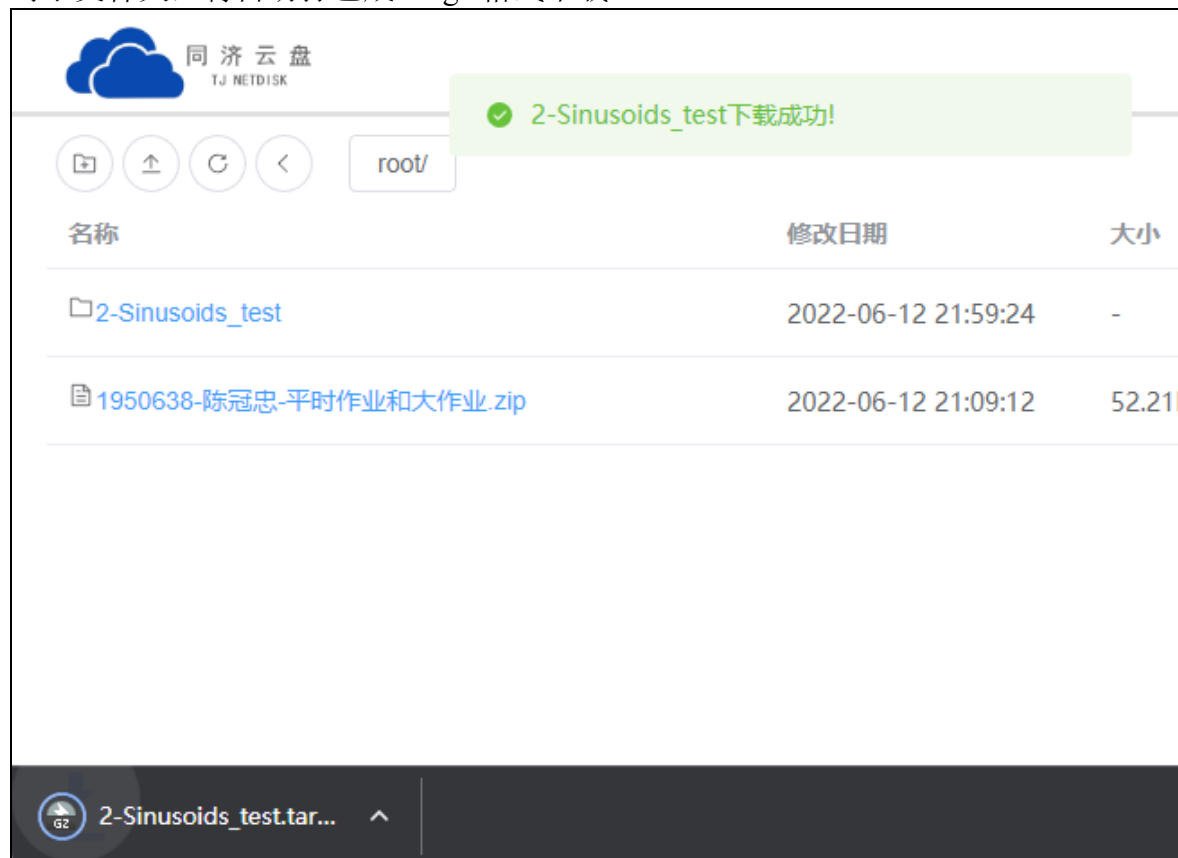 同济云盘
TJ NETDISK
2-Sinusoids_test下载成功!
root/
名称 修改日期 大小
2-Sinusoids_test 2022-06-12 21:59:24 -
1950638-陈冠忠-平时作业和大作业.zip 2022-06-12 21:09:12 52.21
GZ 2-Sinusoids_test.tar...